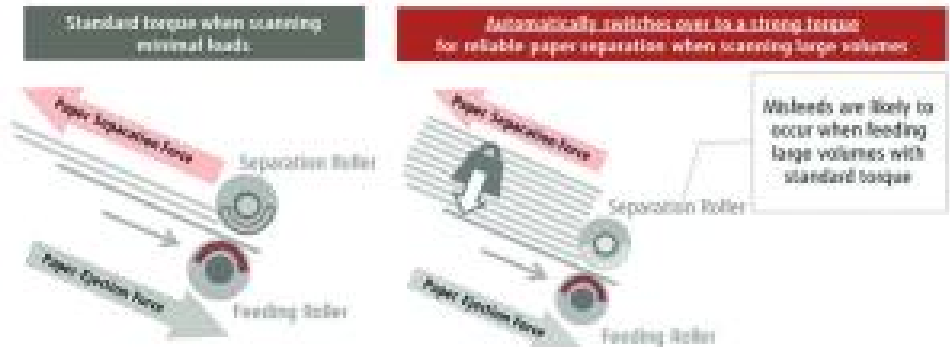 Standard torque when scanning
minimal loads
Automatically switches over to a strong torque
for reliable paper separation when scanning large volumes
Paper Separation Force
Separation Roller
Paper Ejection Force
Feeding Roller
Paper Separation Force
Misfeeds are likely to
occur when feeding
large volumes with
standard torque
Separation Roller
Paper Ejection Force
Feeding Roller